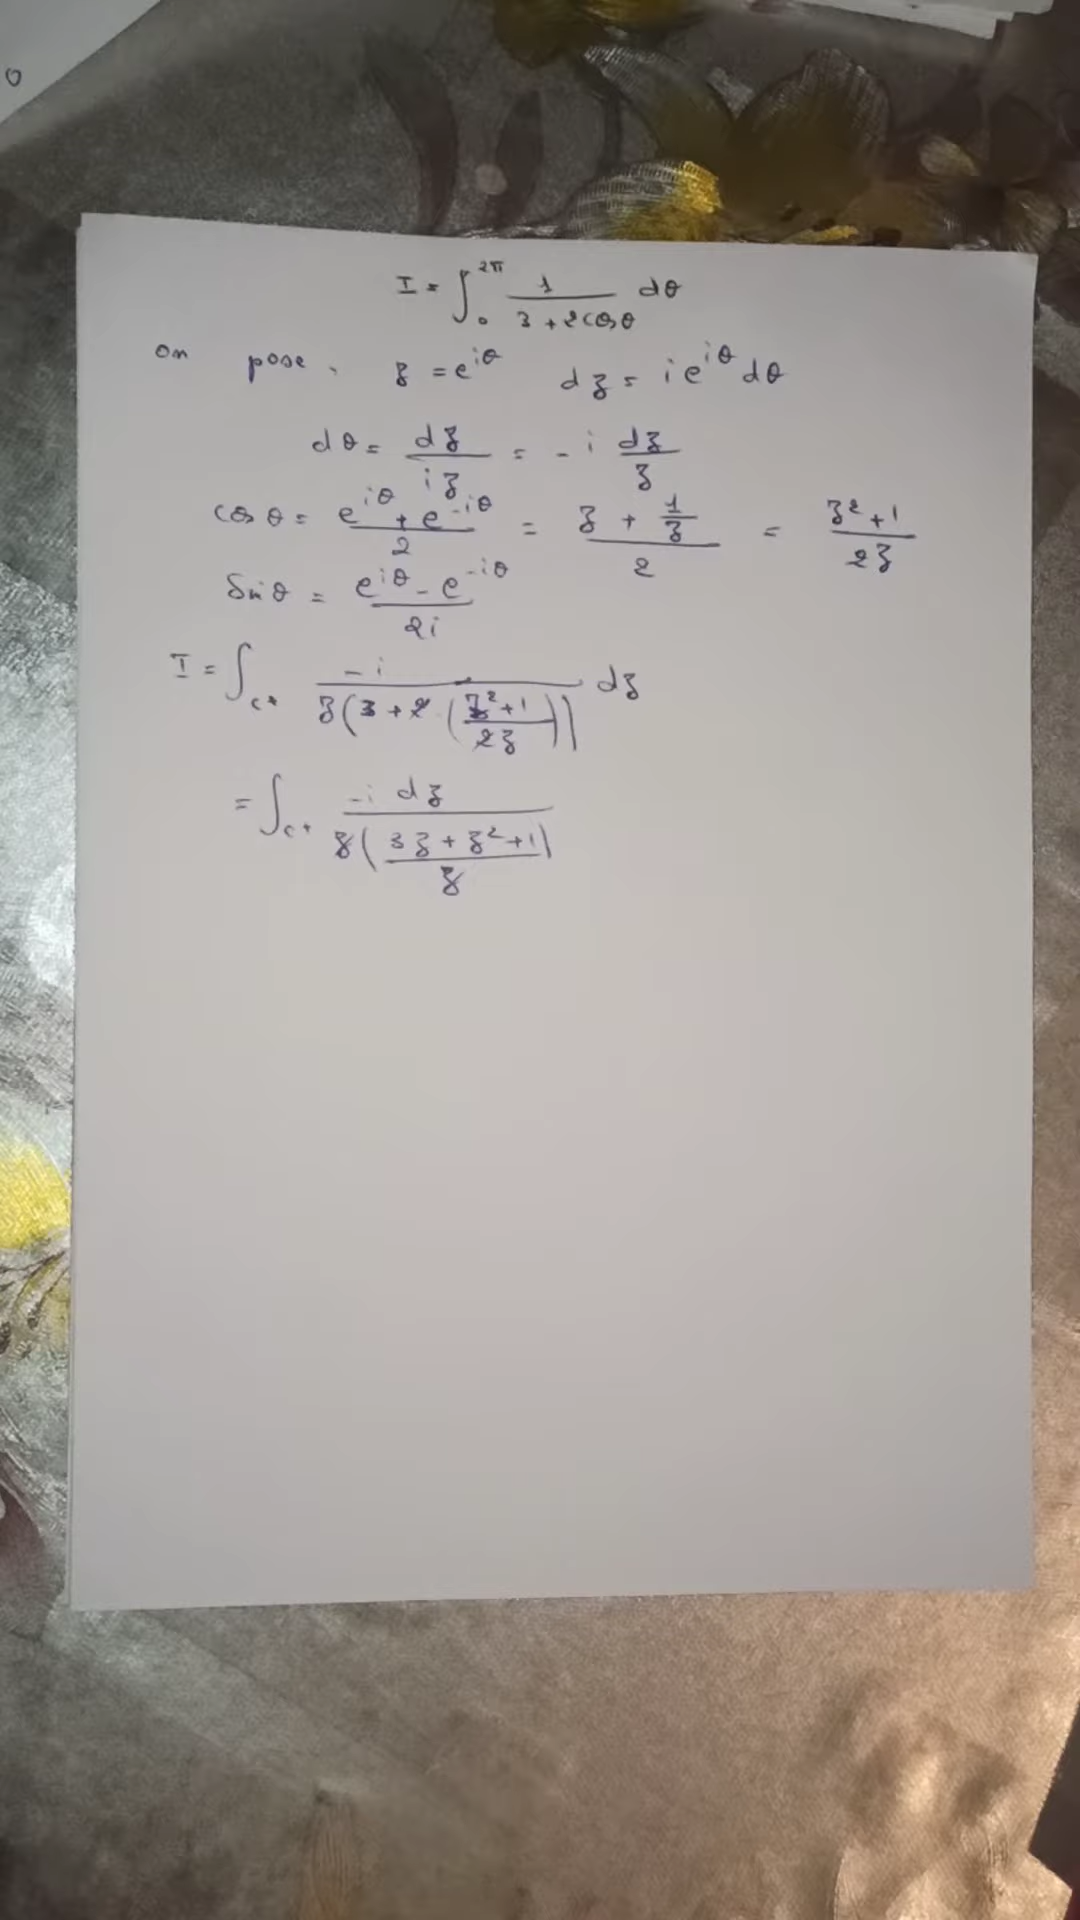 0
I = ∫₀^{2π} 1/(3 + 2cosθ) dθ
On pose, z = e^{iθ} dz = i e^{iθ} dθ
dθ = dz/(iz) = -i dz/z
cosθ = (e^{iθ} + e^{-iθ})/2 = (z + 1/z)/2 = (z² + 1)/(2z)
Sinθ = (e^{iθ} - e^{-iθ})/(2i)
I = ∫_{C+} -i/(z(3 + 2·((z² + 1)/(2z)))) dz
= ∫_{C+} -i dz/(z((3z + z² + 1)/z))